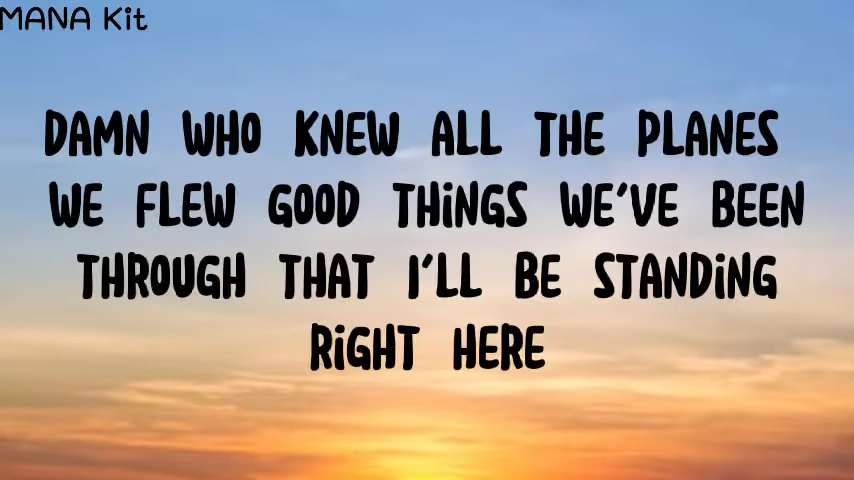 MANA Kit
DAMN WHO KNEW ALL THE PLANES
WE FLEW GOOD THiNGS WE'VE BEEN
THROUGH THAT I'LL BE STANDiNG
RiGHT HERE